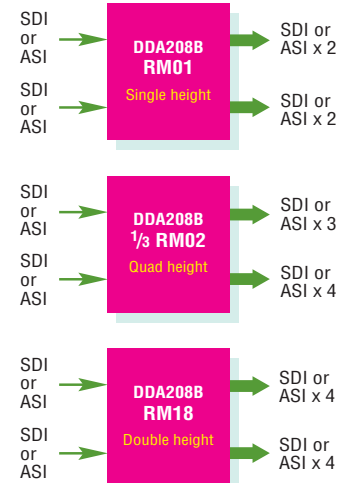 SDI
or
ASI
SDI
or
ASI
DDA208B
RM01
Single height
SDI or
ASI x 2
SDI or
ASI x 2
SDI
or
ASI
SDI
or
ASI
DDA208B
1/3 RM02
Quad height
SDI or
ASI x 3
SDI or
ASI x 4
SDI
or
ASI
SDI
or
ASI
DDA208B
RM18
Double height
SDI or
ASI x 4
SDI or
ASI x 4